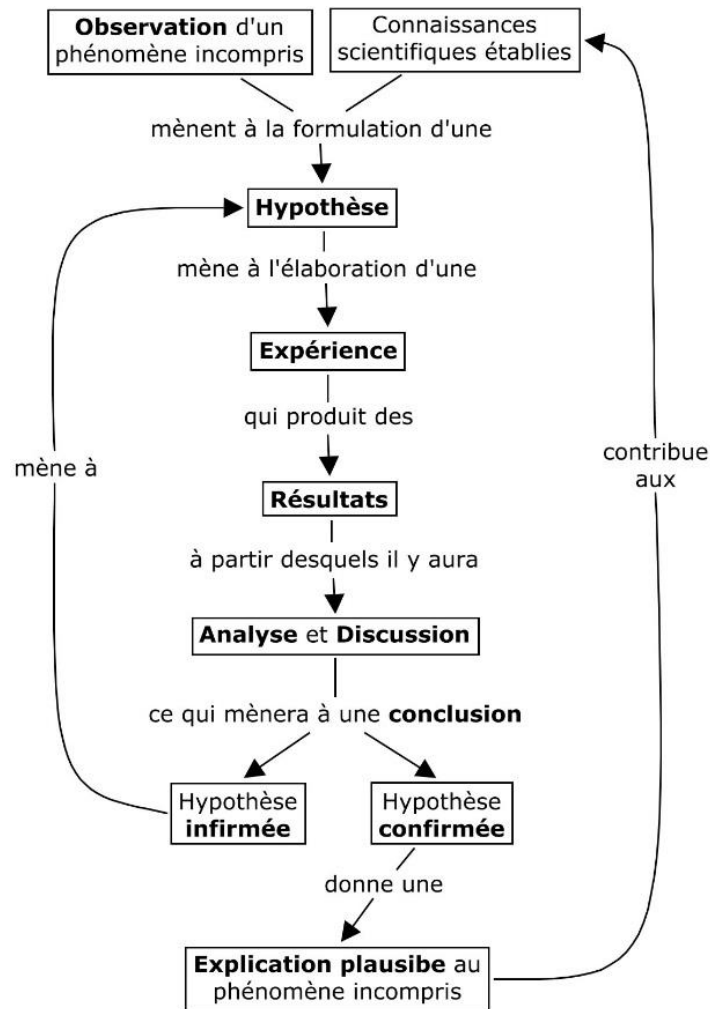 Observation d'un
phénomène incompris
Connaissances
scientifiques établies
mènent à la formulation d'une
Hypothèse
mène à l'élaboration d'une
Expérience
qui produit des
mène à
contribue
aux
Résultats
à partir desquels il y aura
Analyse et Discussion
ce qui mènera à une conclusion
Hypothèse
infirmée
Hypothèse
confirmée
donne une
Explication plausibe au
phénomène incompris